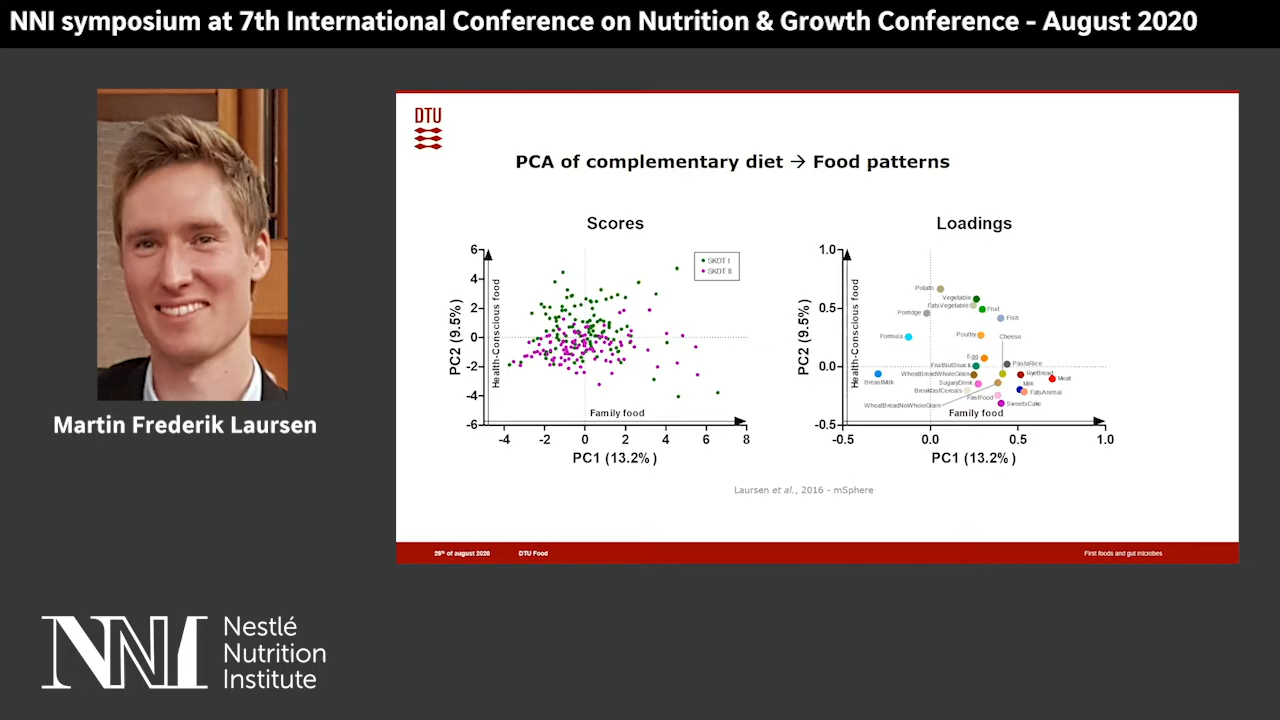 NNI symposium at 7th International Conference on Nutrition & Growth Conference - August 2020
DTU
PCA of complementary diet → Food patterns
Scores
SKOT I
SKOT II
6
4
2
0
-2
-4
-6
PC2 (9.5%)
Health-Conscious food
Family food
-4
-2
0
2
4
6
8
PC1 (13.2%)
Loadings
1.0
0.5
0.0
-0.5
PC2 (9.5%)
Health-Conscious food
Potato
Vegetable
FatsVegetable
Fruit
Porridge
Fish
Formula
Poultry
Cheese
Egg
PastaRice
FruitNutSnack
BreastMilk
WheatBreadWholeGrain
RyeBread
Meat
SugaryDrink
Milk
BreakfastCereals
FatsAnimal
FastFood
WheatBreadNoWholeGrain
SweetsCake
Family food
-0.5
0.0
0.5
1.0
PC1 (13.2%)
Laursen et al., 2016 - mSphere
26th of august 2020
DTU Food
First foods and gut microbes
Martin Frederik Laursen
NNI
Nestlé
Nutrition
Institute